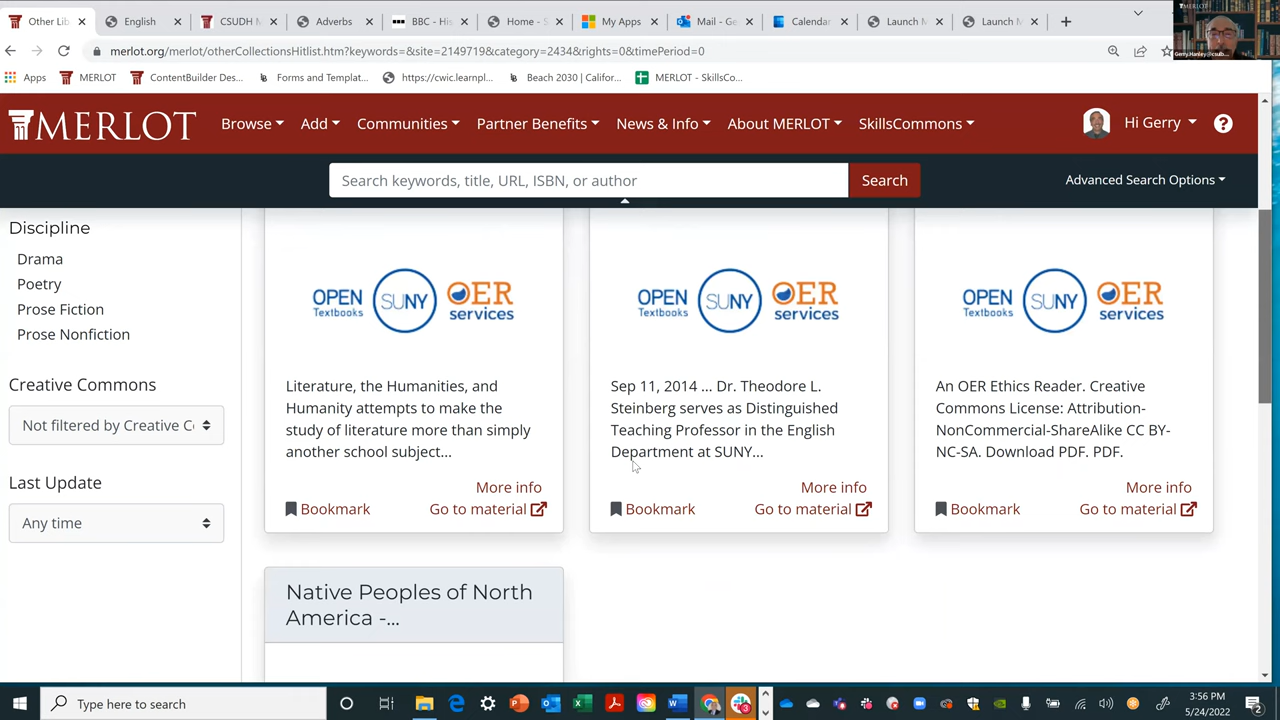 Other Lib
English
CSUDH M
Adverbs
BBC - His
Home - S
My Apps
Mail - Ge
Calendar
Launch M
Launch M
MERLOT
merlot.org/merlot/otherCollectionsHitlist.htm?keywords=&site=2149719&category=2434&rights=0&timePeriod=0
Apps
MERLOT
ContentBuilder Des...
Forms and Templat...
https://cwic.learnpl...
Beach 2030 | Califor...
MERLOT - SkillsCo...
MERLOT
Browse
Add
Communities
Partner Benefits
News & Info
About MERLOT
SkillsCommons
Hi Gerry
?
Search keywords, title, URL, ISBN, or author
Search
Advanced Search Options
Discipline
Drama
Poetry
Prose Fiction
Prose Nonfiction
Creative Commons
Not filtered by Creative C
Last Update
Any time
OPEN Textbooks
SUNY
OER services
Literature, the Humanities, and
Humanity attempts to make the
study of literature more than simply
another school subject...
More info
Bookmark
Go to material
OPEN Textbooks
SUNY
OER services
Sep 11, 2014 ... Dr. Theodore L.
Steinberg serves as Distinguished
Teaching Professor in the English
Department at SUNY...
More info
Bookmark
Go to material
OPEN Textbooks
SUNY
OER services
An OER Ethics Reader. Creative
Commons License: Attribution-
NonCommercial-ShareAlike CC BY-
NC-SA. Download PDF. PDF.
More info
Bookmark
Go to material
Native Peoples of North
America -...
Type here to search
3:56 PM
5/24/2022
2